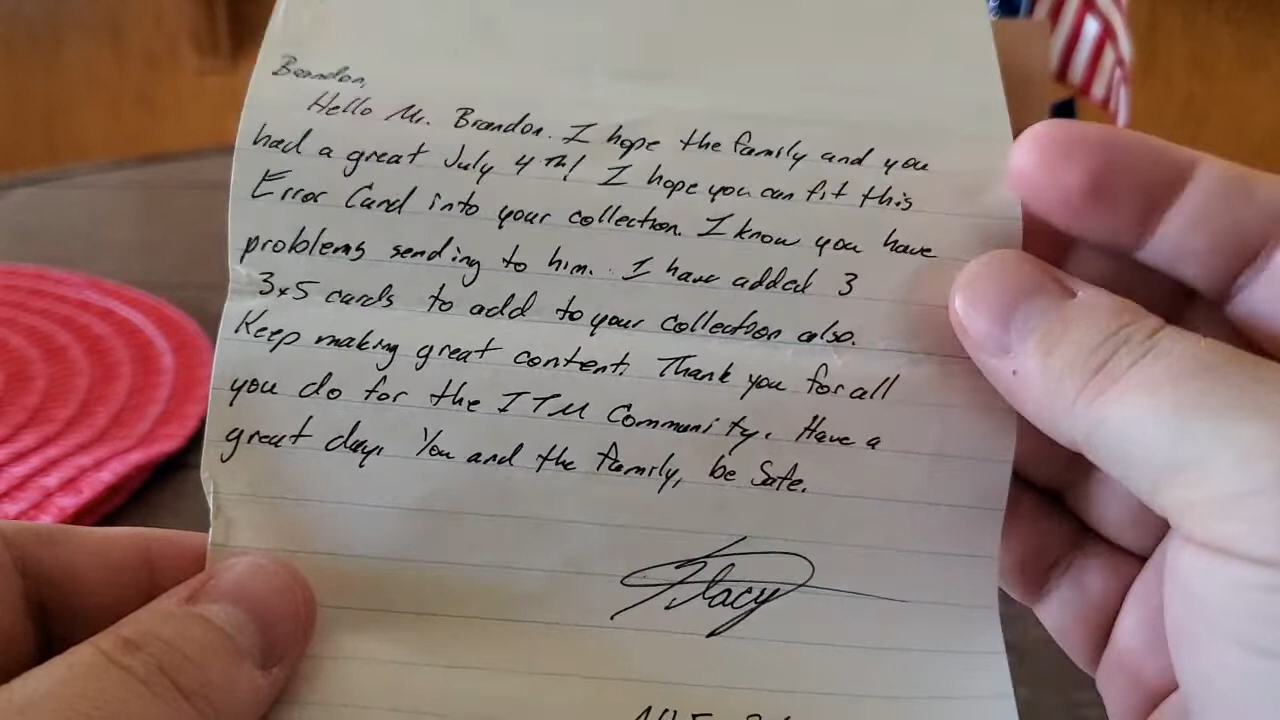 Brandon,
Hello Mr. Brandon. I hope the family and you
had a great July 4th! I hope you can fit this
Error Card into your collection. I know you have
problems sending to him. I have added 3
3x5 cards to add to your collection also.
Keep making great content. Thank you for all
you do for the ITM Community. Have a
great day. You and the family, be Safe.
Stacy